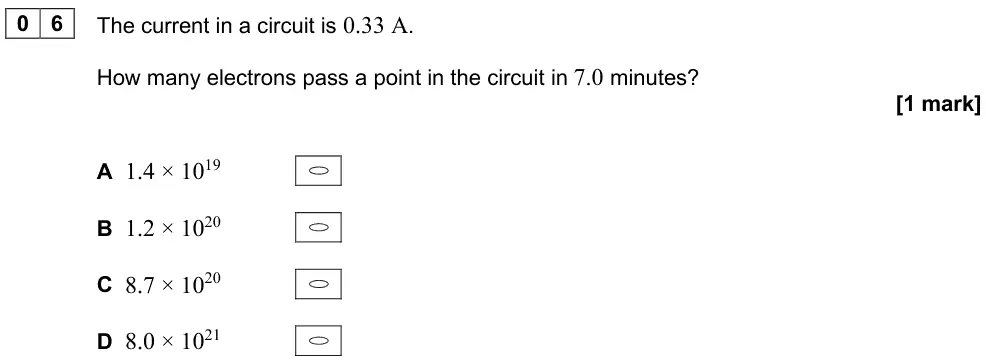 0 6 The current in a circuit is 0.33 A.
How many electrons pass a point in the circuit in 7.0 minutes?
[1 mark]
A 1.4 × 10¹⁹
B 1.2 × 10²⁰
C 8.7 × 10²⁰
D 8.0 × 10²¹